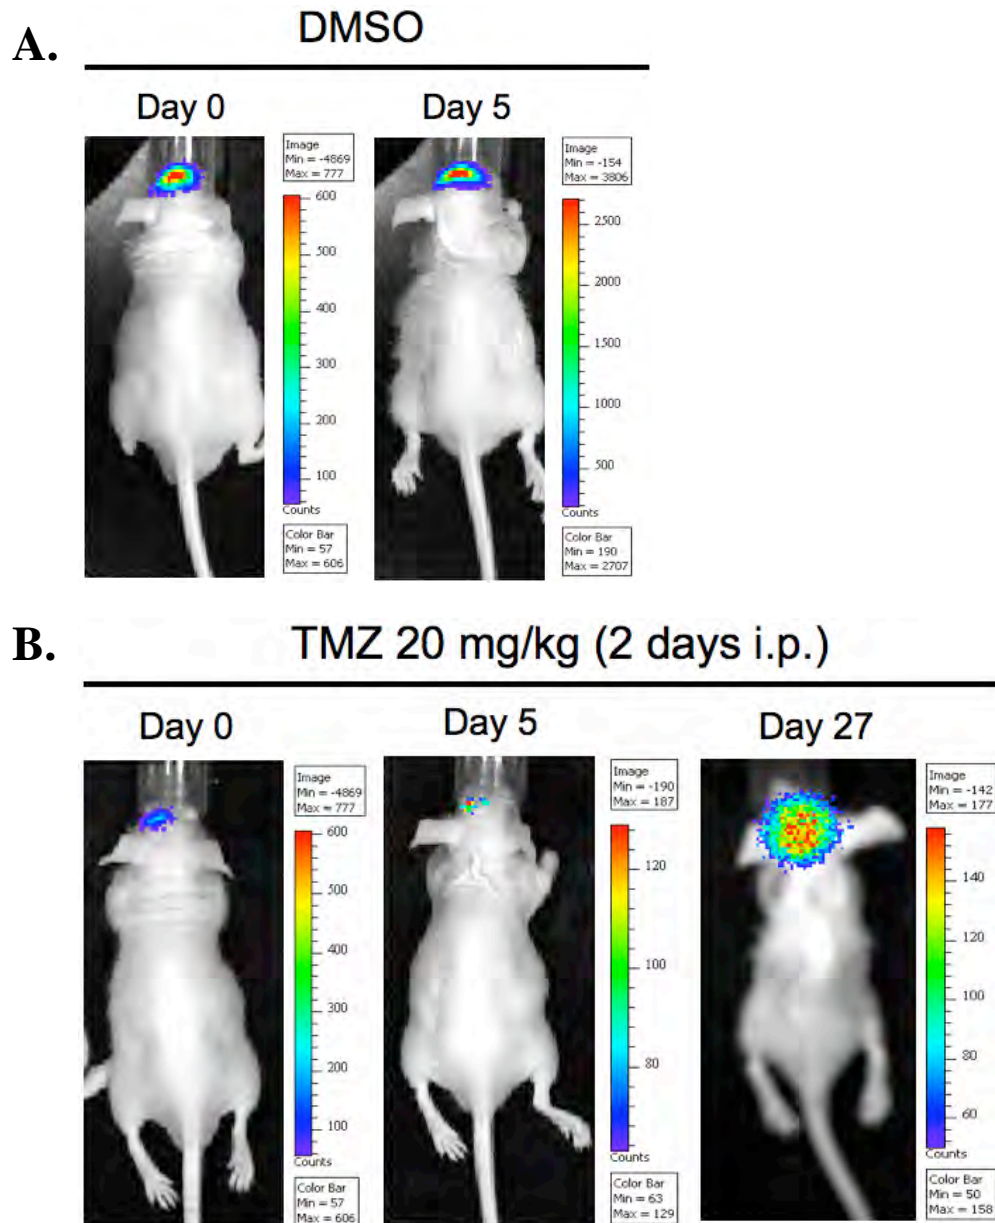 A.
DMSO
Day 0
Day 5
Image
Min = -4869
Max = 777
600
500
400
300
200
100
Counts
Color Bar
Min = 57
Max = 606
Image
Min = -154
Max = 3806
2500
2000
1500
1000
500
Counts
Color Bar
Min = 190
Max = 2707
B.
TMZ 20 mg/kg (2 days i.p.)
Day 0
Day 5
Day 27
Image
Min = -4869
Max = 777
600
500
400
300
200
100
Counts
Color Bar
Min = 57
Max = 606
Image
Min = -190
Max = 187
120
100
80
Counts
Color Bar
Min = 63
Max = 129
Image
Min = -142
Max = 177
140
120
100
80
60
Counts
Color Bar
Min = 50
Max = 158